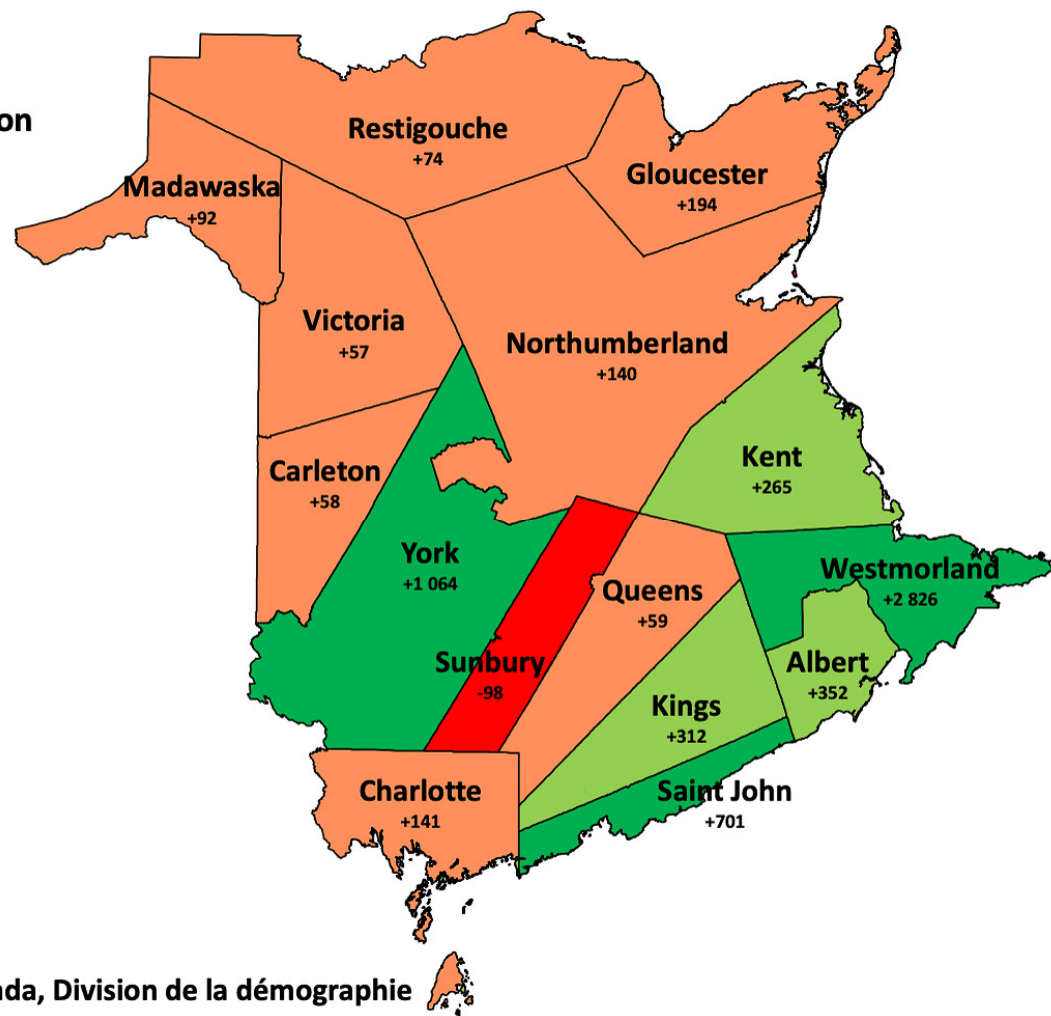 on
Restigouche
+74
Gloucester
+194
Madawaska
+92
Victoria
+57
Northumberland
+140
Carleton
+58
Kent
+265
York
+1 064
Westmorland
+2 826
Queens
+59
Sunbury
-98
Albert
+352
Kings
+312
Charlotte
+141
Saint John
+701
nda, Division de la démographie